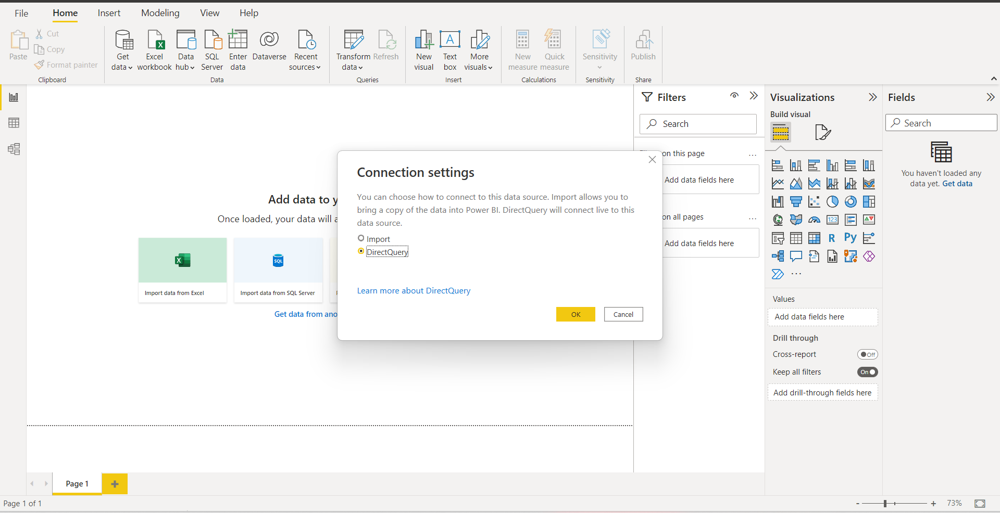 File Home Insert Modeling View Help
Paste
Cut
Copy
Format painter
Clipboard
Get data
Excel workbook
Data hub
SQL Server
Enter data
Dataverse
Recent sources
Data
Transform data
Refresh
Queries
New visual
Text box
More visuals
Insert
New measure
Quick measure
Calculations
Sensitivity
Sensitivity
Publish
Share
Add data to y
Once loaded, your data will a
X
SQL
Import data from Excel
Import data from SQL Server
Get data from ano
Connection settings
You can choose how to connect to this data source. Import allows you to
bring a copy of the data into Power BI. DirectQuery will connect live to this
data source.
Import
DirectQuery
Learn more about DirectQuery
OK
Cancel
Filters
Search
on this page
...
Add data fields here
on all pages
...
Add data fields here
Visualizations
Build visual
123
R
Py
...
Values
Add data fields here
Drill through
Cross-report
Off
Keep all filters
On
Add drill-through fields here
Fields
Search
You haven't loaded any
data yet. Get data
Page 1
+
Page 1 of 1
- + 73%